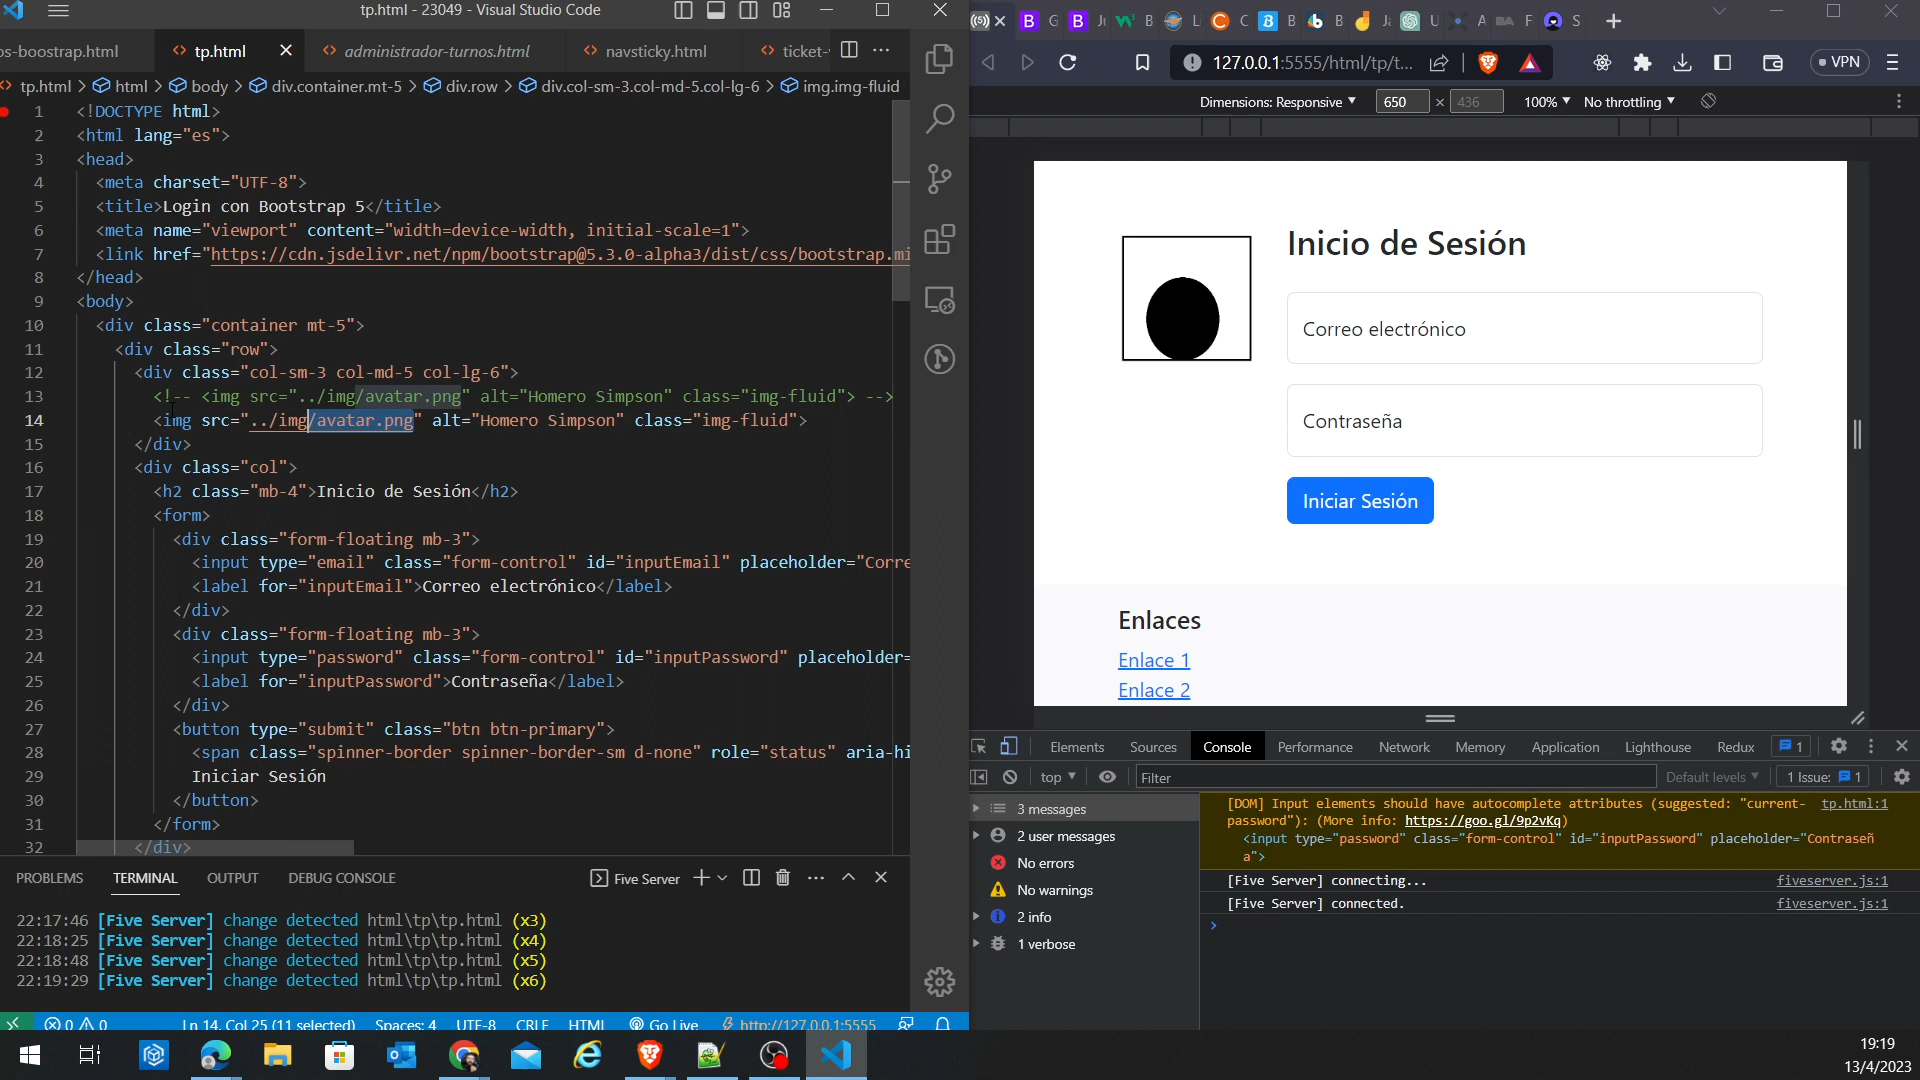 tp.html - 23049 - Visual Studio Code
os-boostrap.html
tp.html
administrador-turnos.html
navsticky.html
ticket-
tp.html > html > body > div.container.mt-5 > div.row > div.col-sm-3.col-md-5.col-lg-6 > img.img-fluid
1 <!DOCTYPE html>
2 <html lang="es">
3 <head>
4 <meta charset="UTF-8">
5 <title>Login con Bootstrap 5</title>
6 <meta name="viewport" content="width=device-width, initial-scale=1">
7 <link href="https://cdn.jsdelivr.net/npm/bootstrap@5.3.0-alpha3/dist/css/bootstrap.mi
8 </head>
9 <body>
10 <div class="container mt-5">
11 <div class="row">
12 <div class="col-sm-3 col-md-5 col-lg-6">
13 <!-- <img src="../img/avatar.png" alt="Homero Simpson" class="img-fluid"> -->
14 <img src="../img/avatar.png" alt="Homero Simpson" class="img-fluid">
15 </div>
16 <div class="col">
17 <h2 class="mb-4">Inicio de Sesión</h2>
18 <form>
19 <div class="form-floating mb-3">
20 <input type="email" class="form-control" id="inputEmail" placeholder="Corre
21 <label for="inputEmail">Correo electrónico</label>
22 </div>
23 <div class="form-floating mb-3">
24 <input type="password" class="form-control" id="inputPassword" placeholder=
25 <label for="inputPassword">Contraseña</label>
26 </div>
27 <button type="submit" class="btn btn-primary">
28 <span class="spinner-border spinner-border-sm d-none" role="status" aria-hi
29 Iniciar Sesión
30 </button>
31 </form>
32 </div>
PROBLEMS TERMINAL OUTPUT DEBUG CONSOLE
Five Server
22:17:46 [Five Server] change detected html\tp\tp.html (x3)
22:18:25 [Five Server] change detected html\tp\tp.html (x4)
22:18:48 [Five Server] change detected html\tp\tp.html (x5)
22:19:29 [Five Server] change detected html\tp\tp.html (x6)
0 0 Ln 14, Col 25 (11 selected) Spaces: 4 UTF-8 CRLF HTML Go Live http://127.0.0.1:5555
127.0.0.1:5555/html/tp/t...
VPN
Dimensions: Responsive 650 × 436 100% No throttling
Inicio de Sesión
Correo electrónico
Contraseña
Iniciar Sesión
Enlaces
Enlace 1
Enlace 2
Elements Sources Console Performance Network Memory Application Lighthouse Redux 1
top Filter Default levels 1 Issue: 1
3 messages
2 user messages
No errors
No warnings
2 info
1 verbose
[DOM] Input elements should have autocomplete attributes (suggested: "current- tp.html:1
password"): (More info: https://goo.gl/9p2vKq)
<input type="password" class="form-control" id="inputPassword" placeholder="Contraseñ
a">
[Five Server] connecting... fiveserver.js:1
[Five Server] connected. fiveserver.js:1
19:19
13/4/2023